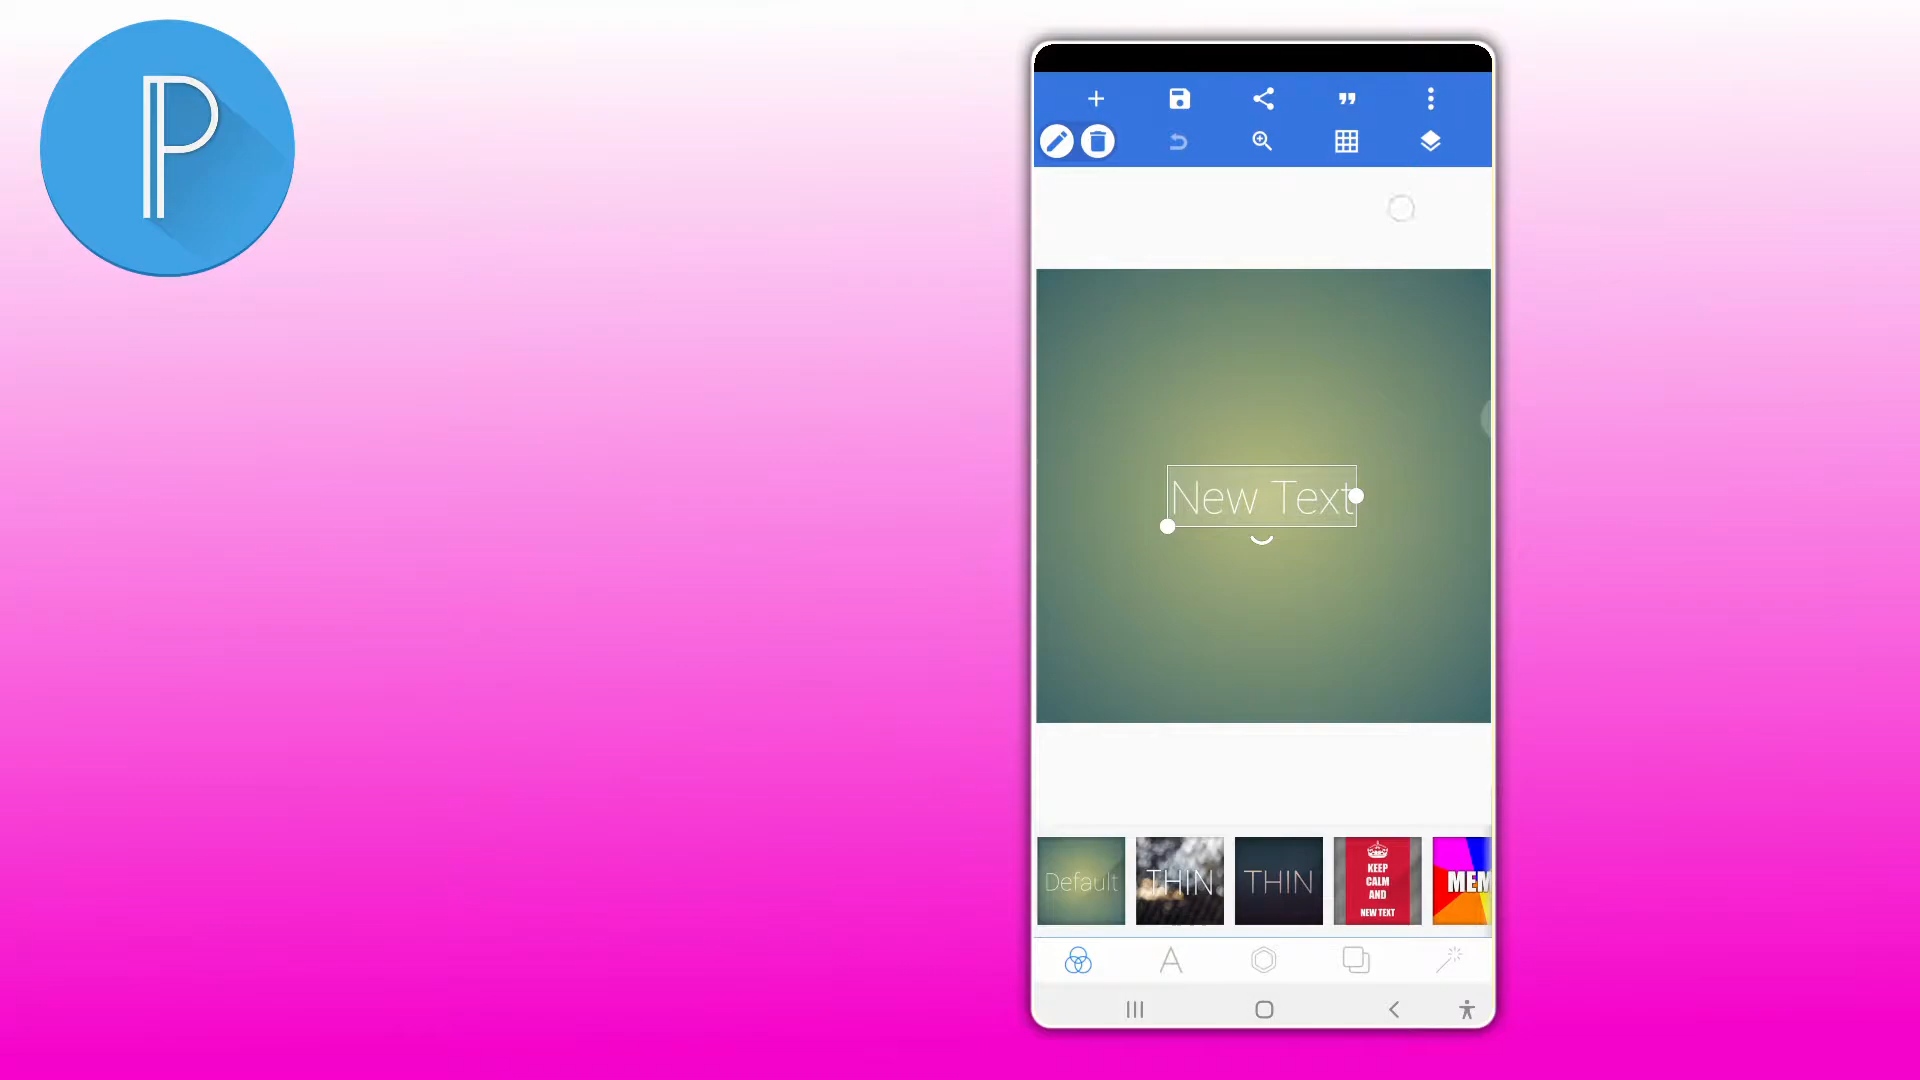 P
New Text
Default
THIN
THIN
KEEP
CALM
AND
NEW TEXT
MEM
A